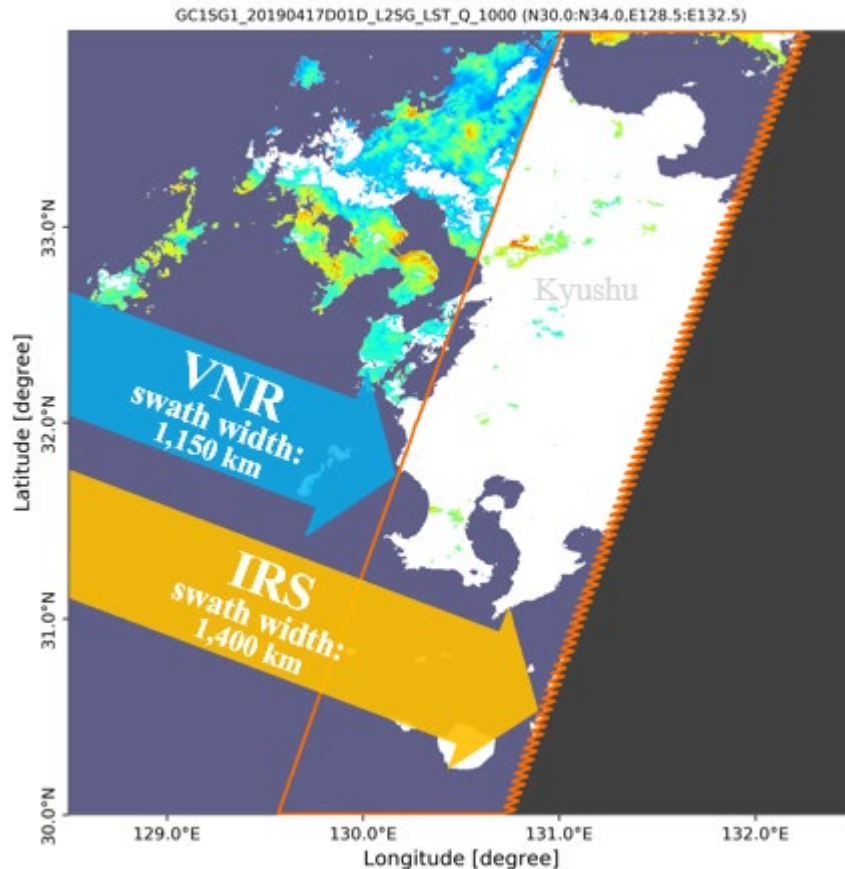 GC1SG1_20190417D01D_L2SG_LST_Q_1000 (N30.0:N34.0,E128.5:E132.5)
33.0°N
Kyushu
VNR
swath width:
1,150 km
32.0°N
Latitude [degree]
IRS
swath width:
1,400 km
31.0°N
30.0°N
129.0°E 130.0°E 131.0°E 132.0°E
Longitude [degree]